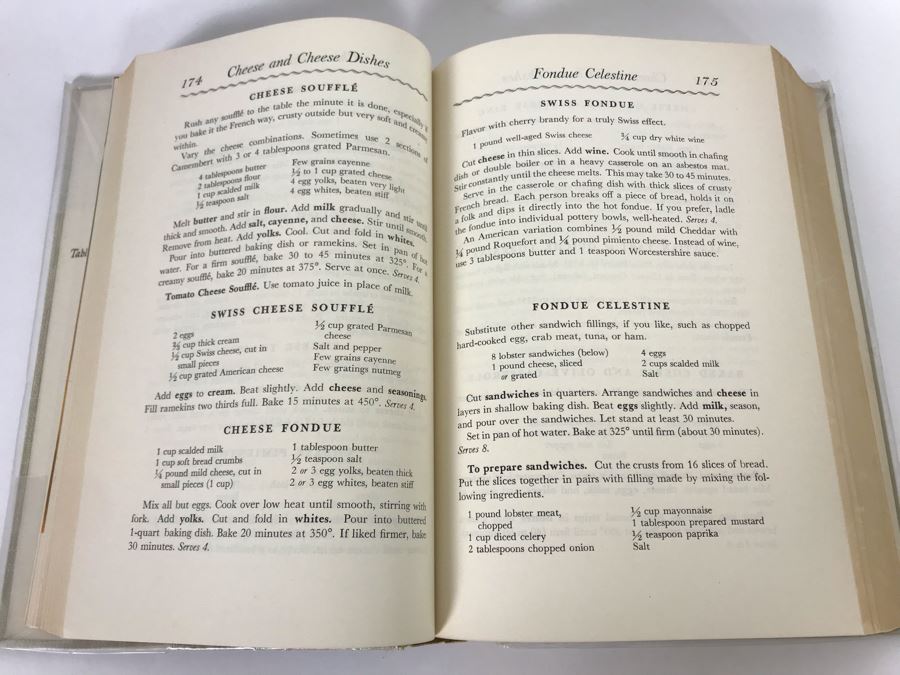 Tabl
174 Cheese and Cheese Dishes
CHEESE SOUFFLÉ
Rush any soufflé to the table the minute it is done, especially if
you bake it the French way, crusty outside but very soft and creamy
within.
Vary the cheese combinations. Sometimes use 2 sections of
Camembert with 3 or 4 tablespoons grated Parmesan.
4 tablespoons butter
2 tablespoons flour
1 cup scalded milk
½ teaspoon salt
Few grains cayenne
½ to 1 cup grated cheese
4 egg yolks, beaten very light
4 egg whites, beaten stiff
Melt butter and stir in flour. Add milk gradually and stir until
thick and smooth. Add salt, cayenne, and cheese. Stir until smooth.
Remove from heat. Add yolks. Cool. Cut and fold in whites.
Pour into buttered baking dish or ramekins. Set in pan of hot
water. For a firm soufflé, bake 30 to 45 minutes at 325°. For a
creamy soufflé, bake 20 minutes at 375°. Serve at once. Serves 4.
Tomato Cheese Soufflé. Use tomato juice in place of milk.
SWISS CHEESE SOUFFLÉ
2 eggs
cup thick cream
½ cup Swiss cheese, cut in
small pieces
½ cup grated American cheese
½ cup grated Parmesan
cheese
Salt and pepper
Few grains cayenne
Few gratings nutmeg
Add eggs to cream. Beat slightly. Add cheese and seasonings.
Fill ramekins two thirds full. Bake 15 minutes at 450°. Serves 4.
CHEESE FONDUE
1 cup scalded milk
1 cup soft bread crumbs
¼ pound mild cheese, cut in
small pieces (1 cup)
1 tablespoon butter
½ teaspoon salt
2 or 3 egg yolks, beaten thick
2 or 3 egg whites, beaten stiff
Mix all but eggs. Cook over low heat until smooth, stirring with
fork. Add yolks. Cut and fold in whites. Pour into buttered
1-quart baking dish. Bake 20 minutes at 350°. If liked firmer, bake
30 minutes. Serves 4.
Fondue Celestine 175
SWISS FONDUE
Flavor with cherry brandy for a truly Swiss effect.
1 pound well-aged Swiss cheese
¾ cup dry white wine
Cut cheese in thin slices. Add wine. Cook until smooth in chafing
dish or double boiler or in a heavy casserole on an asbestos mat.
Stir constantly until the cheese melts. This may take 30 to 45 minutes.
Serve in the casserole or chafing dish with thick slices of crusty
French bread. Each person breaks off a piece of bread, holds it on
a folk and dips it directly into the hot fondue. If you prefer, ladle
the fondue into individual pottery bowls, well-heated. Serves 4.
An American variation combines ½ pound mild Cheddar with
¼ pound Roquefort and ¼ pound pimiento cheese. Instead of wine,
use 3 tablespoons butter and 1 teaspoon Worcestershire sauce.
FONDUE CELESTINE
Substitute other sandwich fillings, if you like, such as chopped
hard-cooked egg, crab meat, tuna, or ham.
8 lobster sandwiches (below)
1 pound cheese, sliced
or grated
4 eggs
2 cups scalded milk
Salt
Cut sandwiches in quarters. Arrange sandwiches and cheese in
layers in shallow baking dish. Beat eggs slightly. Add milk, season,
and pour over the sandwiches. Let stand at least 30 minutes.
Set in pan of hot water. Bake at 325° until firm (about 30 minutes).
Serves 8.
To prepare sandwiches. Cut the crusts from 16 slices of bread.
Put the slices together in pairs with filling made by mixing the fol-
lowing ingredients.
1 pound lobster meat,
chopped
1 cup diced celery
2 tablespoons chopped onion
½ cup mayonnaise
1 tablespoon prepared mustard
½ teaspoon paprika
Salt